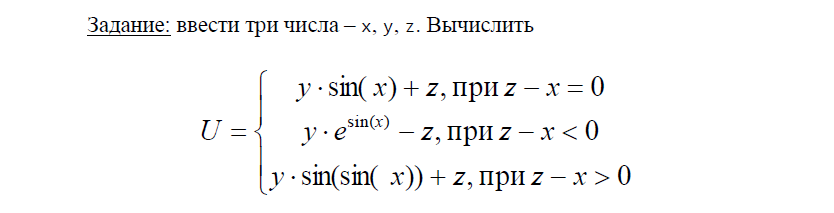 Задание: ввести три числа – x, y, z. Вычислить
y · sin( x) + z, при z − x = 0
U = { y · e^sin(x) − z, при z − x < 0
y · sin(sin( x)) + z, при z − x > 0